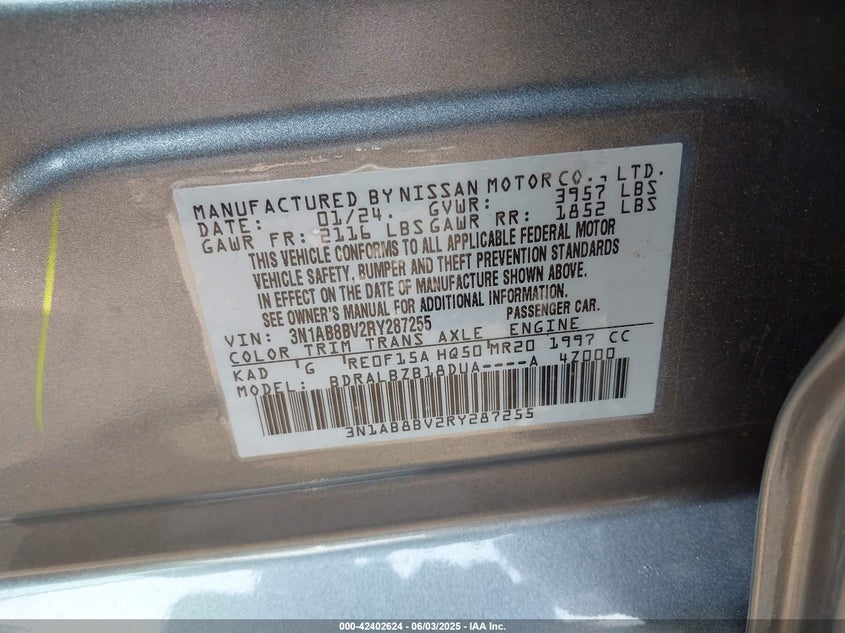 MANUFACTURED BY NISSAN MOTOR CO., LTD.
DATE: 01/24. GVWR: 3957 LBS
GAWR FR: 2116 LBS GAWR RR: 1852 LBS
THIS VEHICLE CONFORMS TO ALL APPLICABLE FEDERAL MOTOR
VEHICLE SAFETY, BUMPER AND THEFT PREVENTION STANDARDS
IN EFFECT ON THE DATE OF MANUFACTURE SHOWN ABOVE.
SEE OWNER'S MANUAL FOR ADDITIONAL INFORMATION.
VIN: 3N1AB8BV2RY287255 PASSENGER CAR.
COLOR TRIM TRANS AXLE ENGINE
KAD 'G 'RE0F15A HQ50 'MR20 1997 CC
MODEL: BDRALBZB18DUA----A 47000
3N1AB8BV2RY287255
000-42402624 - 06/03/2025 - IAA Inc.